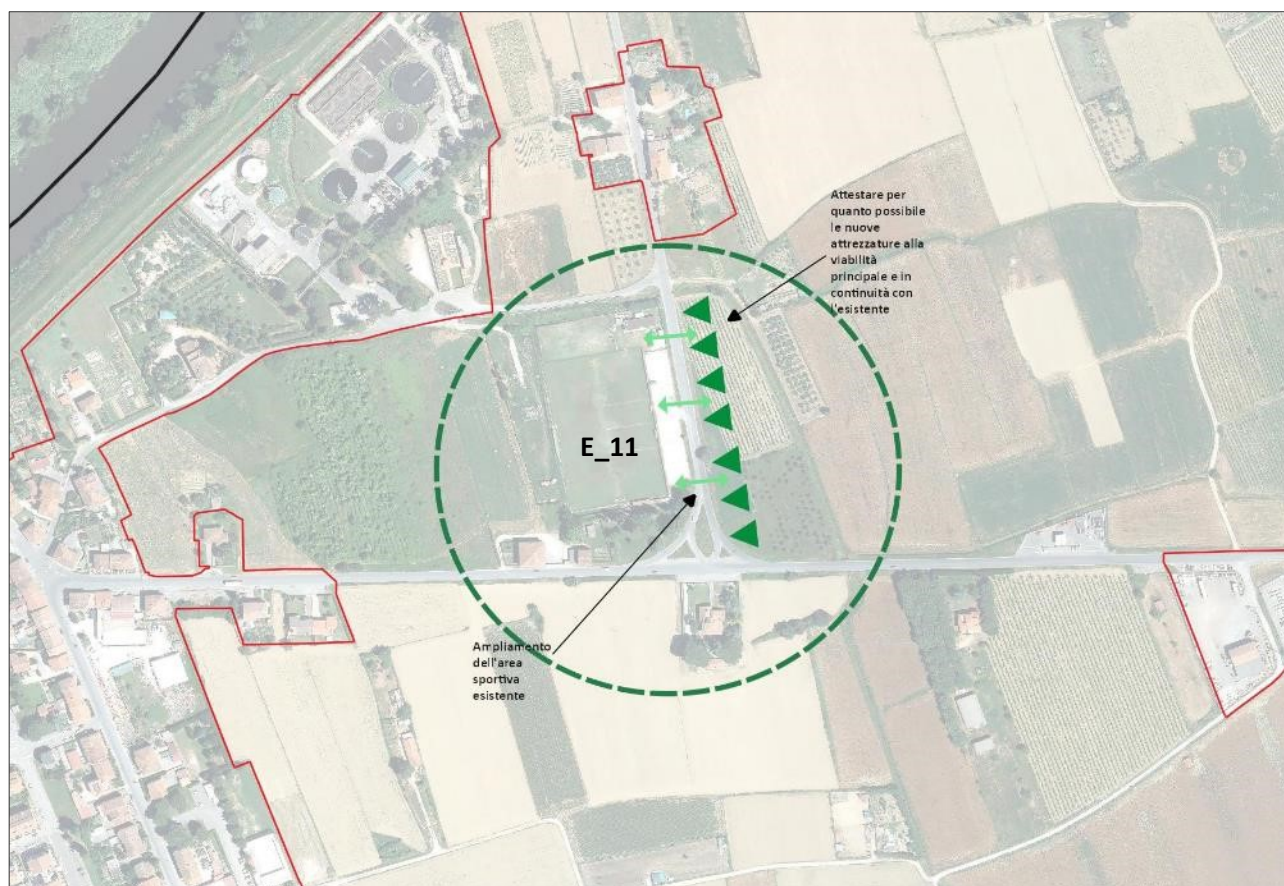 Attestare per
quanto possibile
le nuove
attrezzature alla
viabilità
principale e in
continuità con
l'esistente
E_11
Ampliamento
dell'area
sportiva
esistente